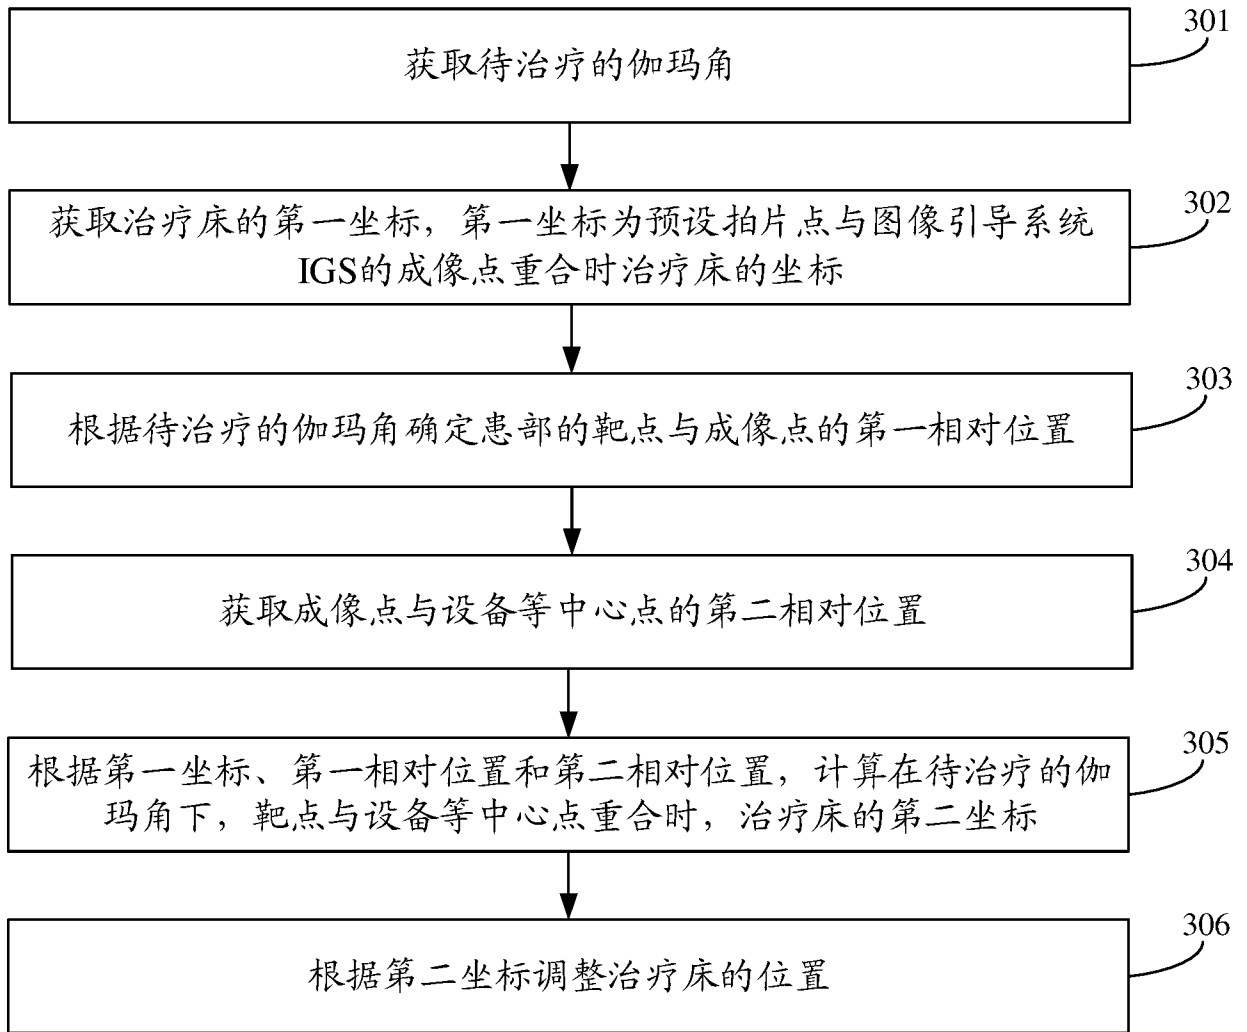 301
获取待治疗的伽玛角
302
获取治疗床的第一坐标，第一坐标为预设拍片点与图像引导系统
IGS的成像点重合时治疗床的坐标
303
根据待治疗的伽玛角确定患部的靶点与成像点的第一相对位置
304
获取成像点与设备等中心点的第二相对位置
305
根据第一坐标、第一相对位置和第二相对位置，计算在待治疗的伽
玛角下，靶点与设备等中心点重合时，治疗床的第二坐标
306
根据第二坐标调整治疗床的位置